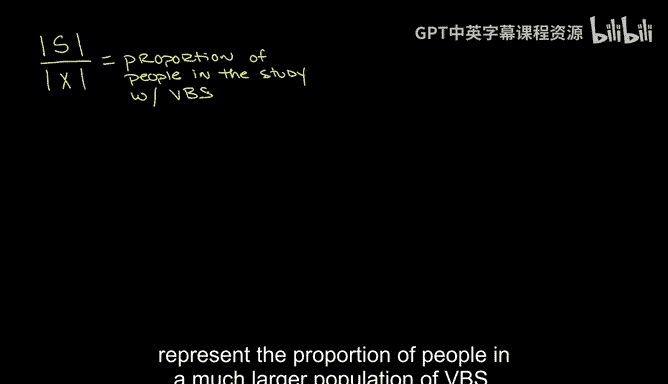 GPT中英字幕课程资源 bilibili
|S|
|X|
= PROPORTION OF
PEOPLE IN THE STUDY
W/ VBS
represent the proportion of people in
a much larger population of VBS